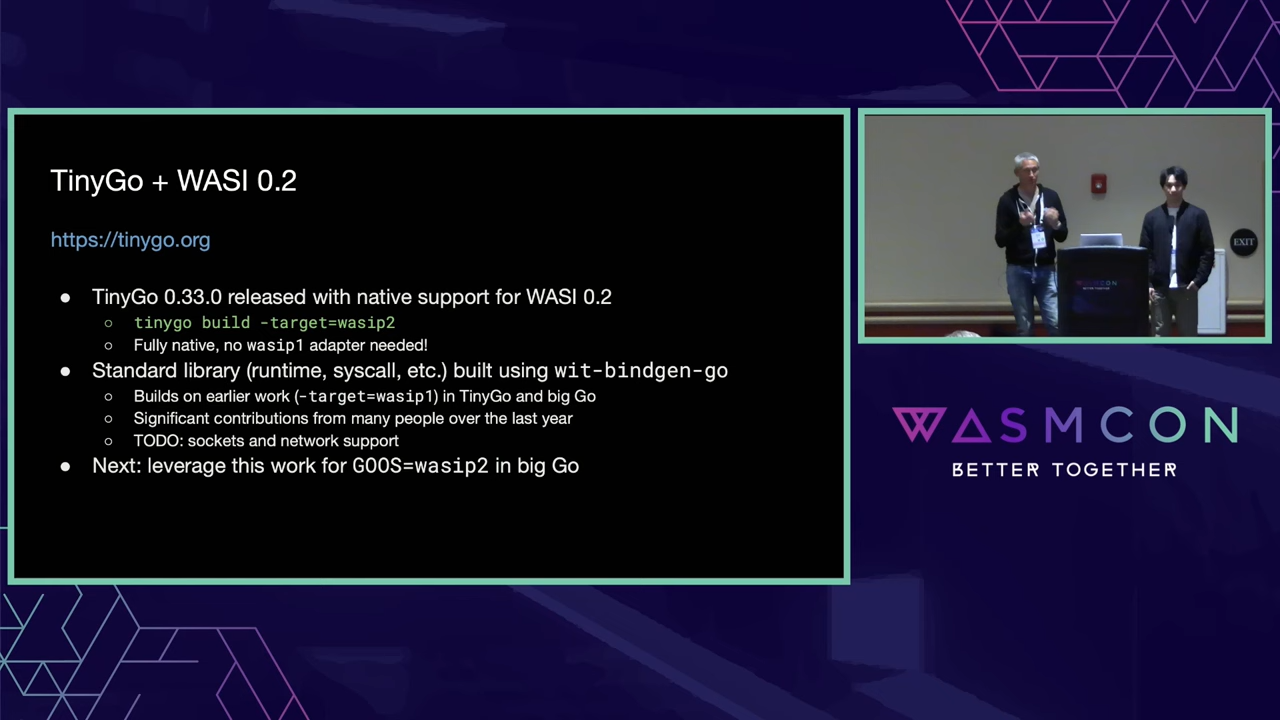 TinyGo + WASI 0.2
https://tinygo.org
● TinyGo 0.33.0 released with native support for WASI 0.2
○ tinygo build -target=wasip2
○ Fully native, no wasip1 adapter needed!
● Standard library (runtime, syscall, etc.) built using wit-bindgen-go
○ Builds on earlier work (-target=wasip1) in TinyGo and big Go
○ Significant contributions from many people over the last year
○ TODO: sockets and network support
● Next: leverage this work for GOOS=wasip2 in big Go
EXIT
WASMCON
BETTER TOGETHER
WASMCON
BETTER TOGETHER